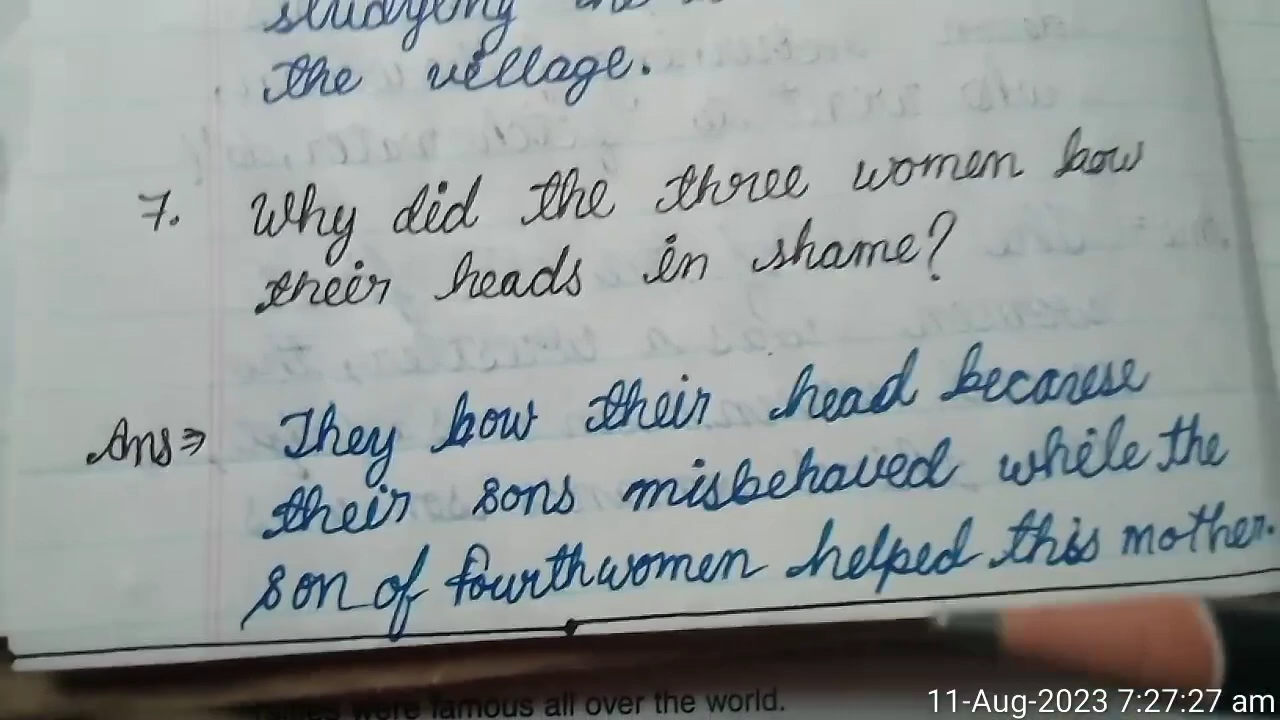 studying
the village.
7. Why did the three women bow
their heads in shame?
Ans⇒ They bow their head becarese
their sons misbehaved while the
son of fourthwomen helped this mother.
were famous all over the world.
11-Aug-2023 7:27:27 am